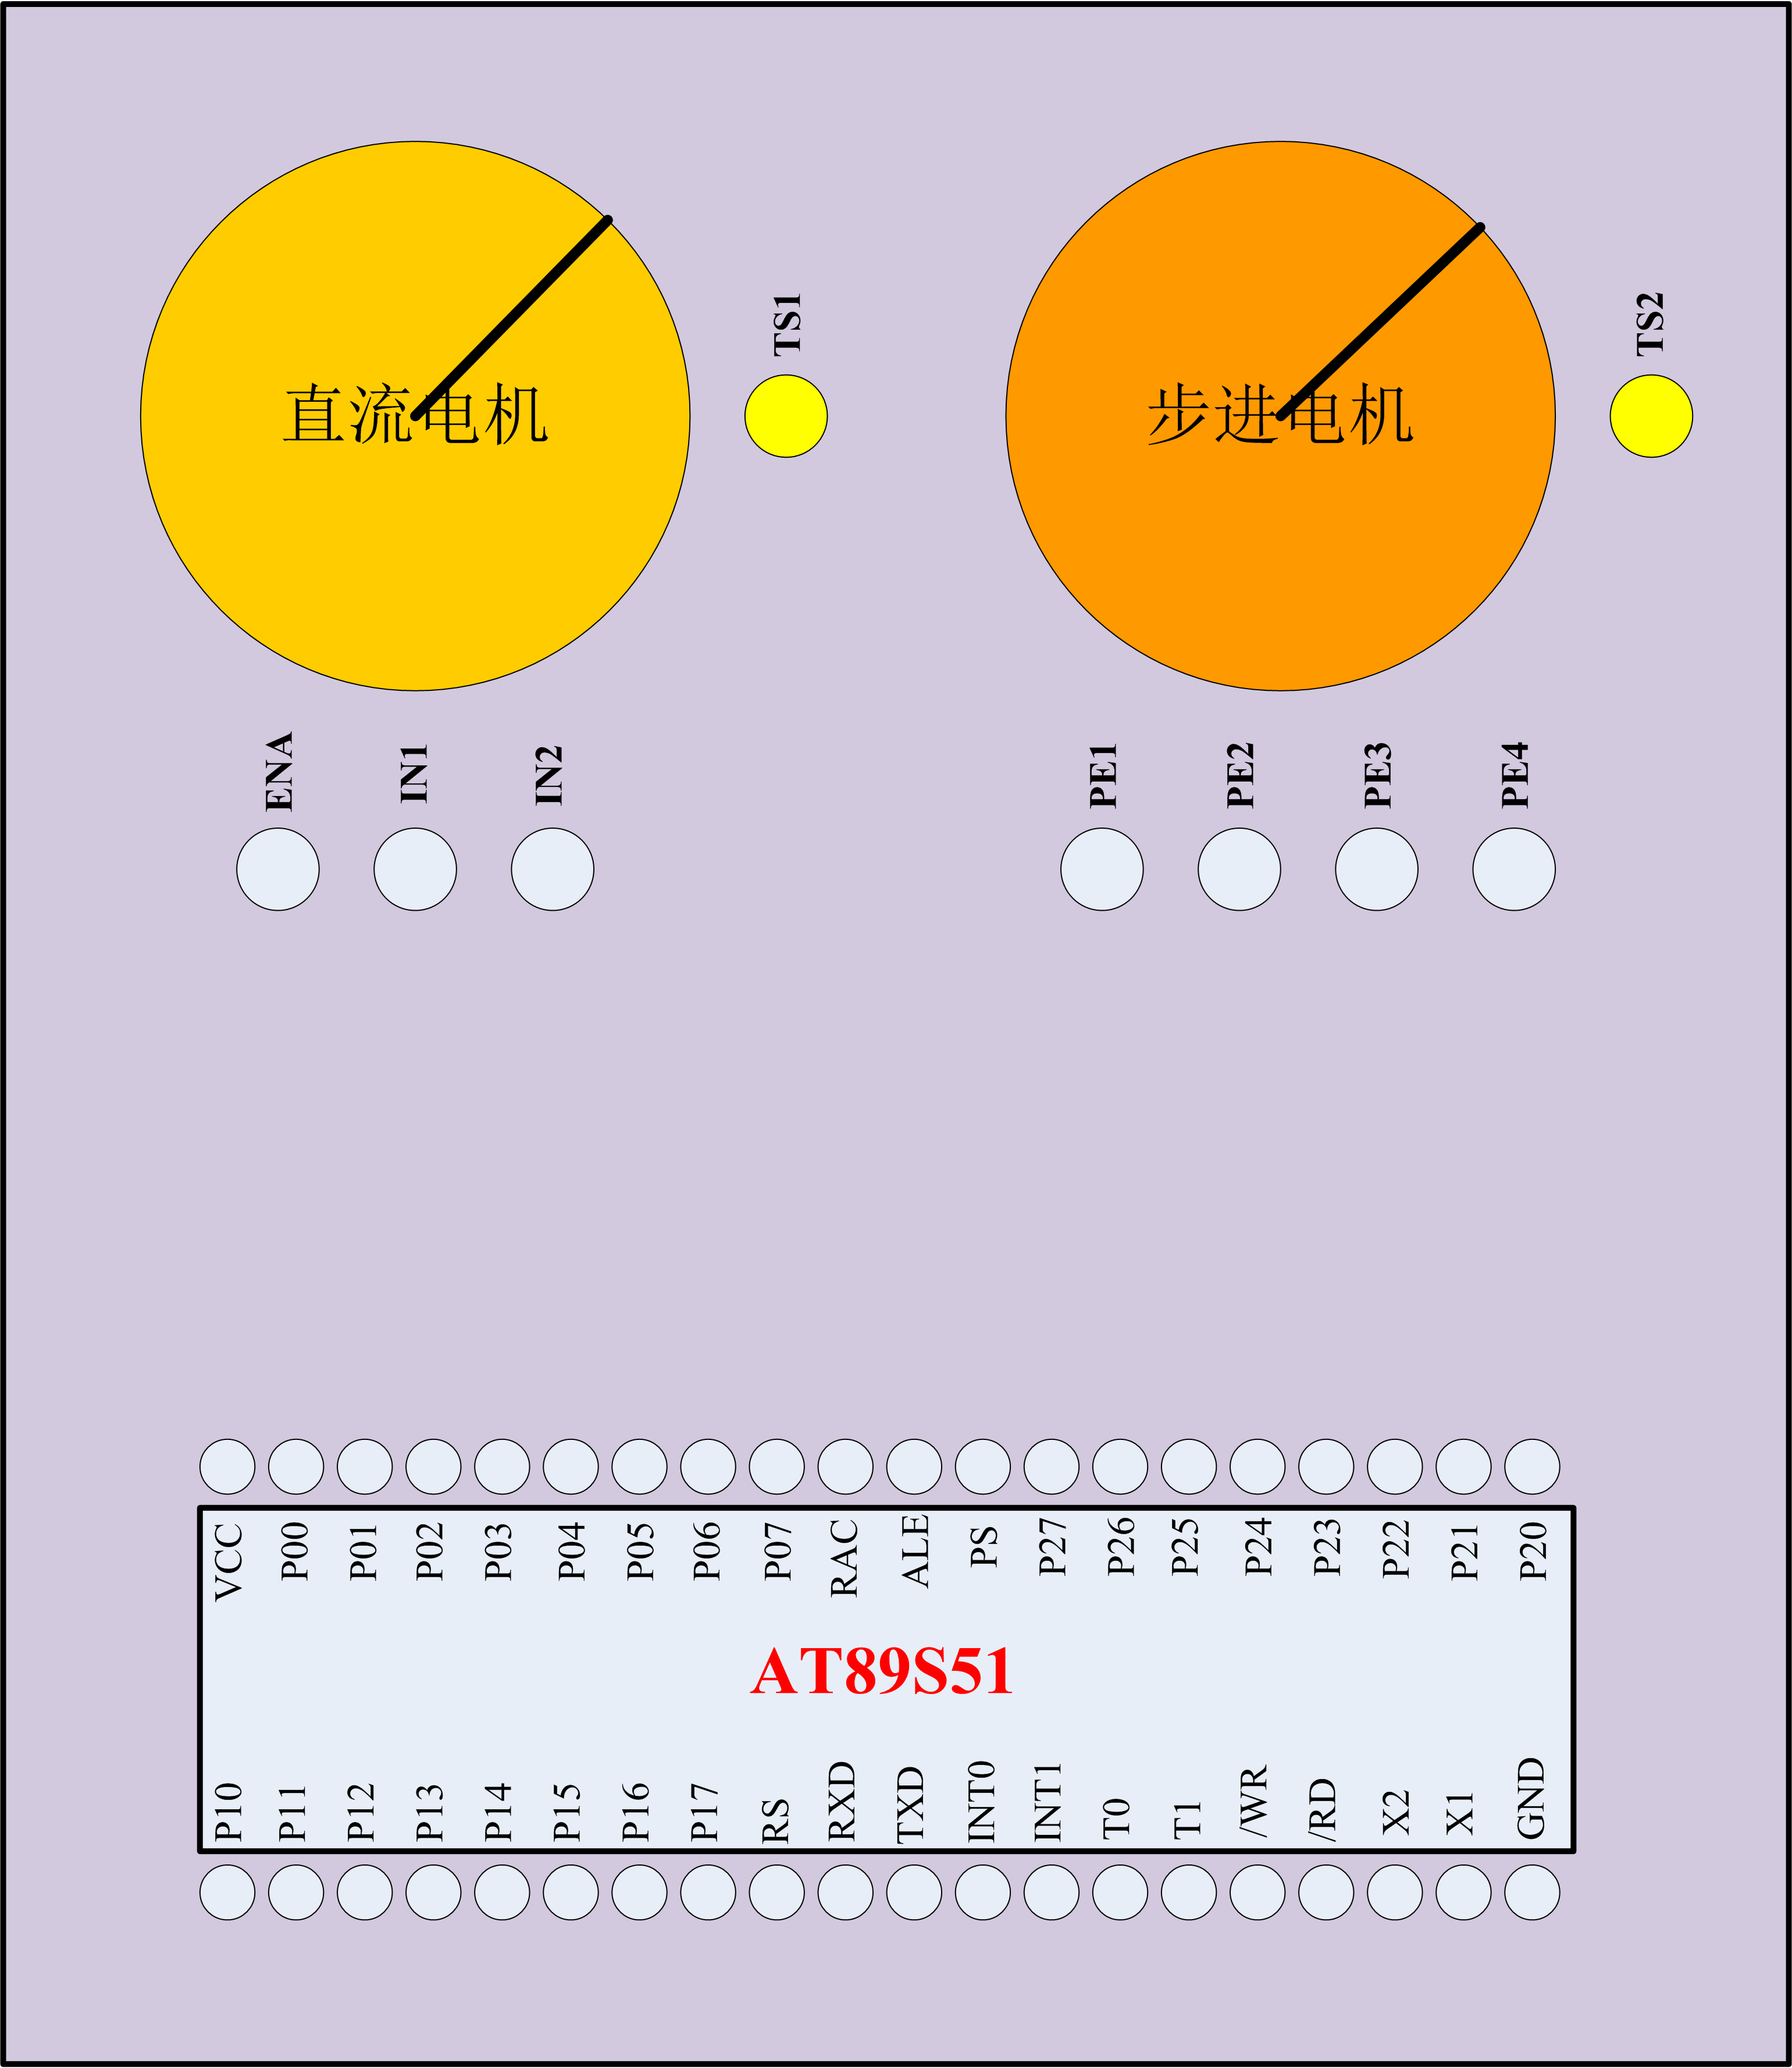 TS1 TS2
直流电机 步进电机
ENA IN1 IN2 PE1 PE2 PE3 PE4
VCC P00 P01 P02 P03 P04 P05 P06 P07 RAC ALE PS P27 P26 P25 P24 P23 P22 P21 P20
AT89S51
P10 P11 P12 P13 P14 P15 P16 P17 RS RXD TXD INT0 INT1 T0 T1 /WR /RD X2 X1 GND